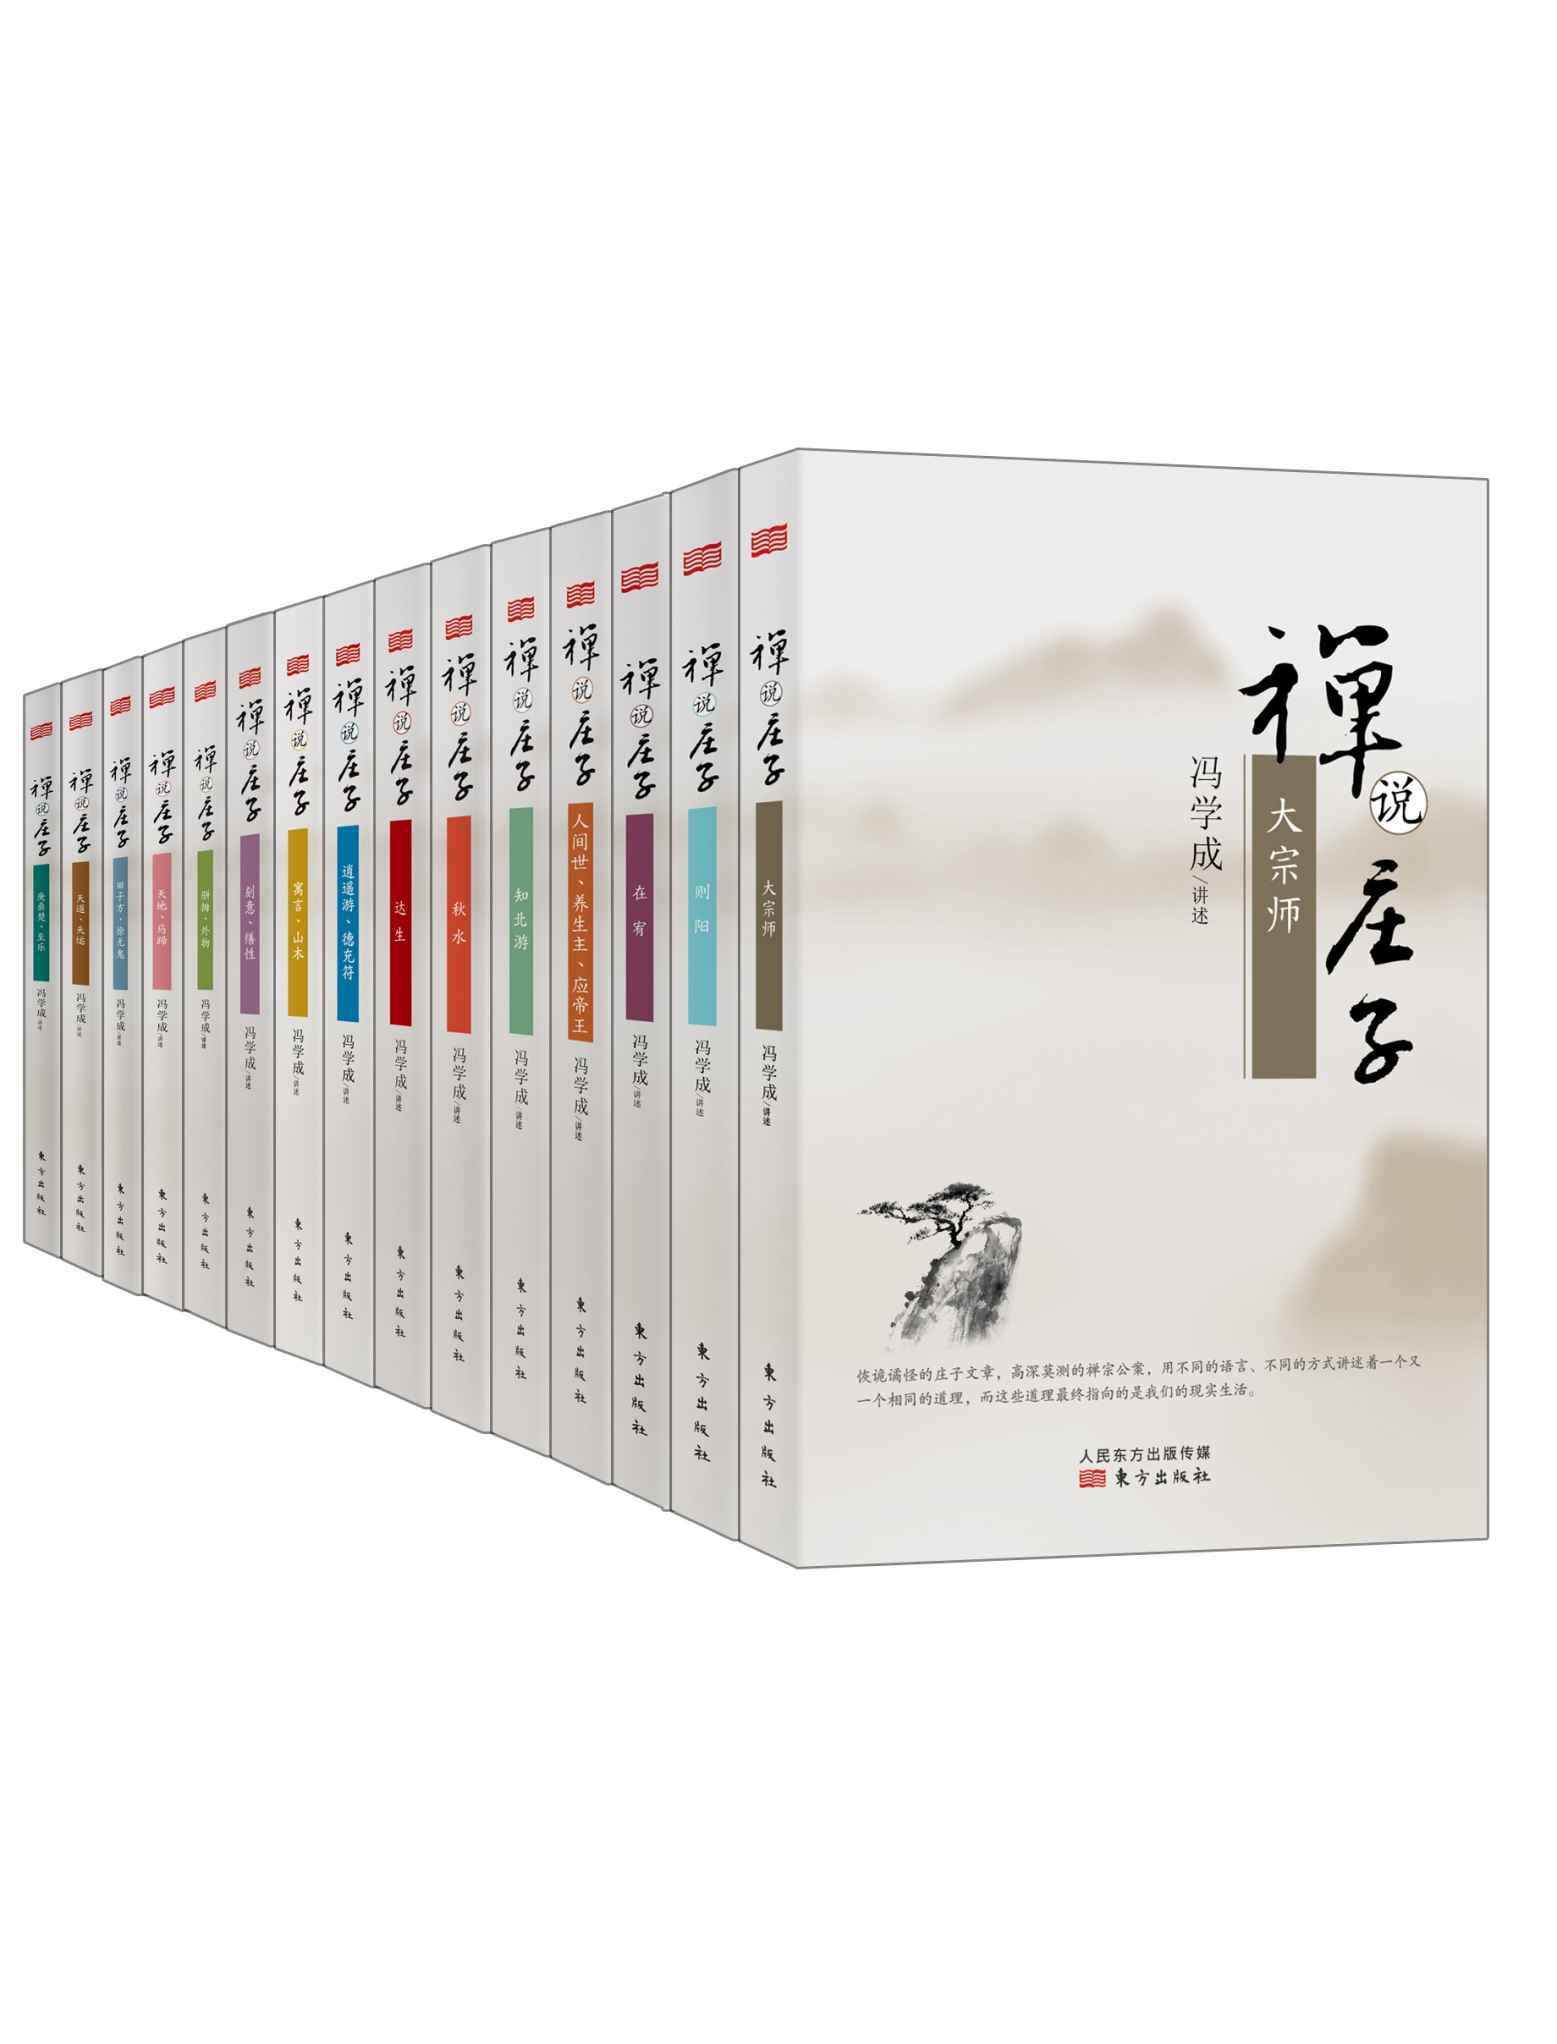 禅说庄子
庚桑楚、至乐
冯学成/讲述
東方出版社
禅说庄子
天道、天运
冯学成/讲述
東方出版社
禅说庄子
田子方·徐无鬼
冯学成/讲述
東方出版社
禅说庄子
天地、马蹄
冯学成/讲述
東方出版社
禅说庄子
骈拇·外物
冯学成/讲述
東方出版社
禅说庄子
刻意、缮性
冯学成/讲述
東方出版社
禅说庄子
寓言、山木
冯学成/讲述
東方出版社
禅说庄子
逍遥游、德充符
冯学成/讲述
東方出版社
禅说庄子
达生
冯学成/讲述
東方出版社
禅说庄子
秋水
冯学成/讲述
東方出版社
禅说庄子
知北游
冯学成/讲述
東方出版社
禅说庄子
人间世、养生主、应帝王
冯学成/讲述
東方出版社
禅说庄子
在宥
冯学成/讲述
東方出版社
禅说庄子
则阳
冯学成/讲述
東方出版社
禅说庄子
大宗师
冯学成/讲述
東方出版社
禅说庄子
大宗师
冯学成/讲述
恢诡谲怪的庄子文章，高深莫测的禅宗公案，用不同的语言、不同的方式讲述着一个又
一个相同的道理，而这些道理最终指向的是我们的现实生活。
人民东方出版传媒
東方出版社